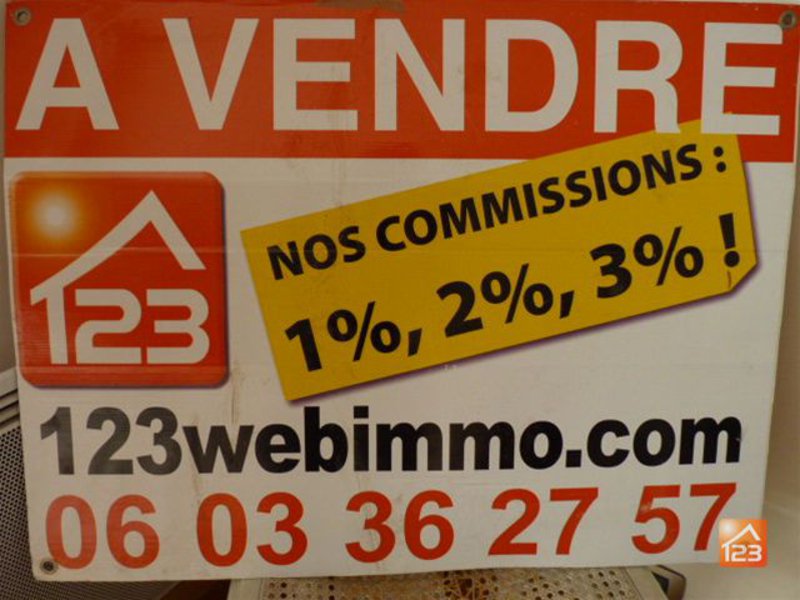 A VENDRE
NOS COMMISSIONS :
1%, 2%, 3% !
123
123webimmo.com
06 03 36 27 57
123